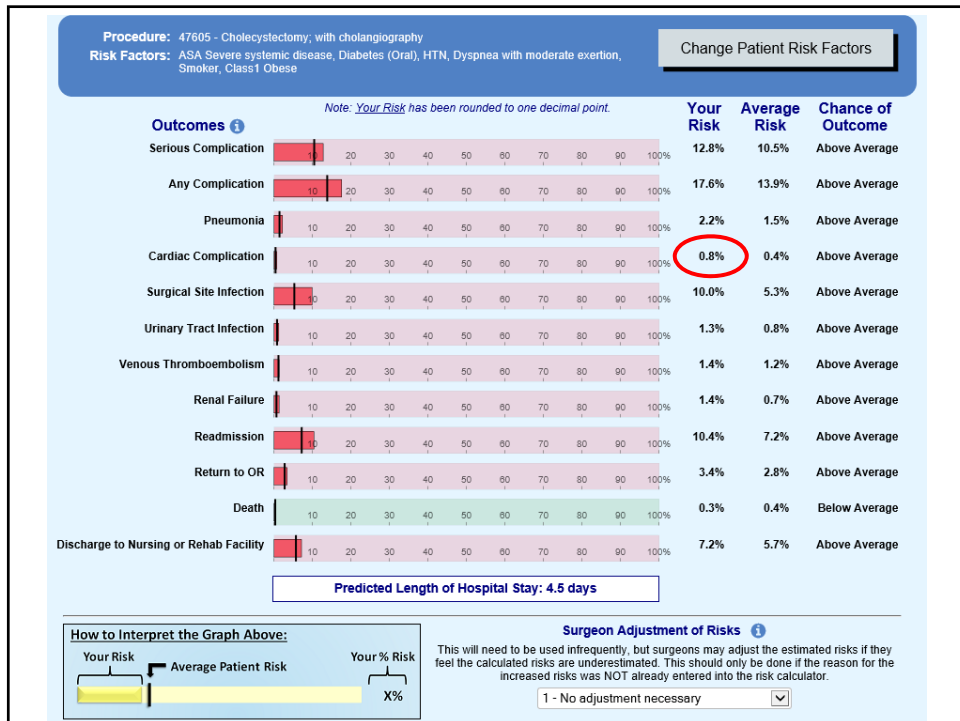 Procedure: 47605 - Cholecystectomy; with cholangiography
Risk Factors: ASA Severe systemic disease, Diabetes (Oral), HTN, Dyspnea with moderate exertion,
Smoker, Class1 Obese
Change Patient Risk Factors
Note: Your Risk has been rounded to one decimal point.
Outcomes i Your Risk Average Risk Chance of Outcome
Serious Complication 10 20 30 40 50 60 70 80 90 100% 12.8% 10.5% Above Average
Any Complication 10 20 30 40 50 60 70 80 90 100% 17.6% 13.9% Above Average
Pneumonia 10 20 30 40 50 60 70 80 90 100% 2.2% 1.5% Above Average
Cardiac Complication 10 20 30 40 50 60 70 80 90 100% 0.8% 0.4% Above Average
Surgical Site Infection 10 20 30 40 50 60 70 80 90 100% 10.0% 5.3% Above Average
Urinary Tract Infection 10 20 30 40 50 60 70 80 90 100% 1.3% 0.8% Above Average
Venous Thromboembolism 10 20 30 40 50 60 70 80 90 100% 1.4% 1.2% Above Average
Renal Failure 10 20 30 40 50 60 70 80 90 100% 1.4% 0.7% Above Average
Readmission 10 20 30 40 50 60 70 80 90 100% 10.4% 7.2% Above Average
Return to OR 10 20 30 40 50 60 70 80 90 100% 3.4% 2.8% Above Average
Death 10 20 30 40 50 60 70 80 90 100% 0.3% 0.4% Below Average
Discharge to Nursing or Rehab Facility 10 20 30 40 50 60 70 80 90 100% 7.2% 5.7% Above Average
Predicted Length of Hospital Stay: 4.5 days
How to Interpret the Graph Above:
Your Risk
Average Patient Risk
Your % Risk
X%
Surgeon Adjustment of Risks i
This will need to be used infrequently, but surgeons may adjust the estimated risks if they
feel the calculated risks are underestimated. This should only be done if the reason for the
increased risks was NOT already entered into the risk calculator.
1 - No adjustment necessary